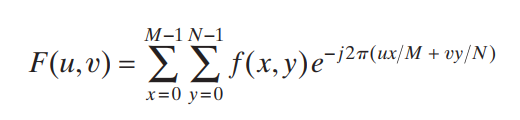 F(u,v) = \sum_{x=0}^{M-1} \sum_{y=0}^{N-1} f(x,y)e^{-j2\pi(ux/M + vy/N)}